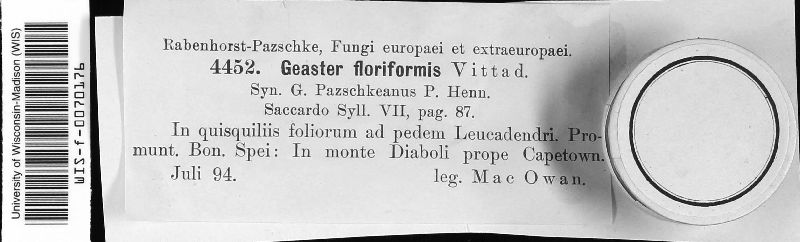 University of Wisconsin-Madison (WIS)
WIS-f-0070176
Rabenhorst-Pazschke, Fungi europaei et extraeuropaei.
4452. Geaster floriformis Vittad.
Syn. G. Pazschkeanus P. Henn.
Saccardo Syll. VII, pag. 87.
In quisquiliis foliorum ad pedem Leucadendri. Pro-
munt. Bon. Spei: In monte Diaboli prope Capetown.
Juli 94. leg. Mac Owan.